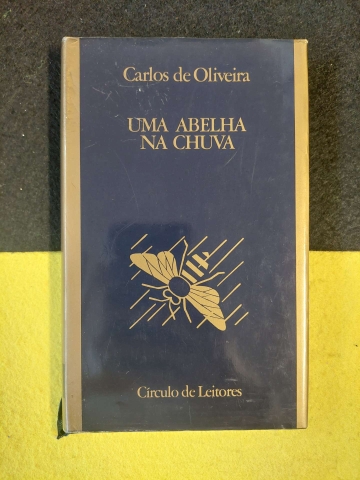 Carlos de Oliveira
UMA ABELHA
NA CHUVA
Círculo de Leitores